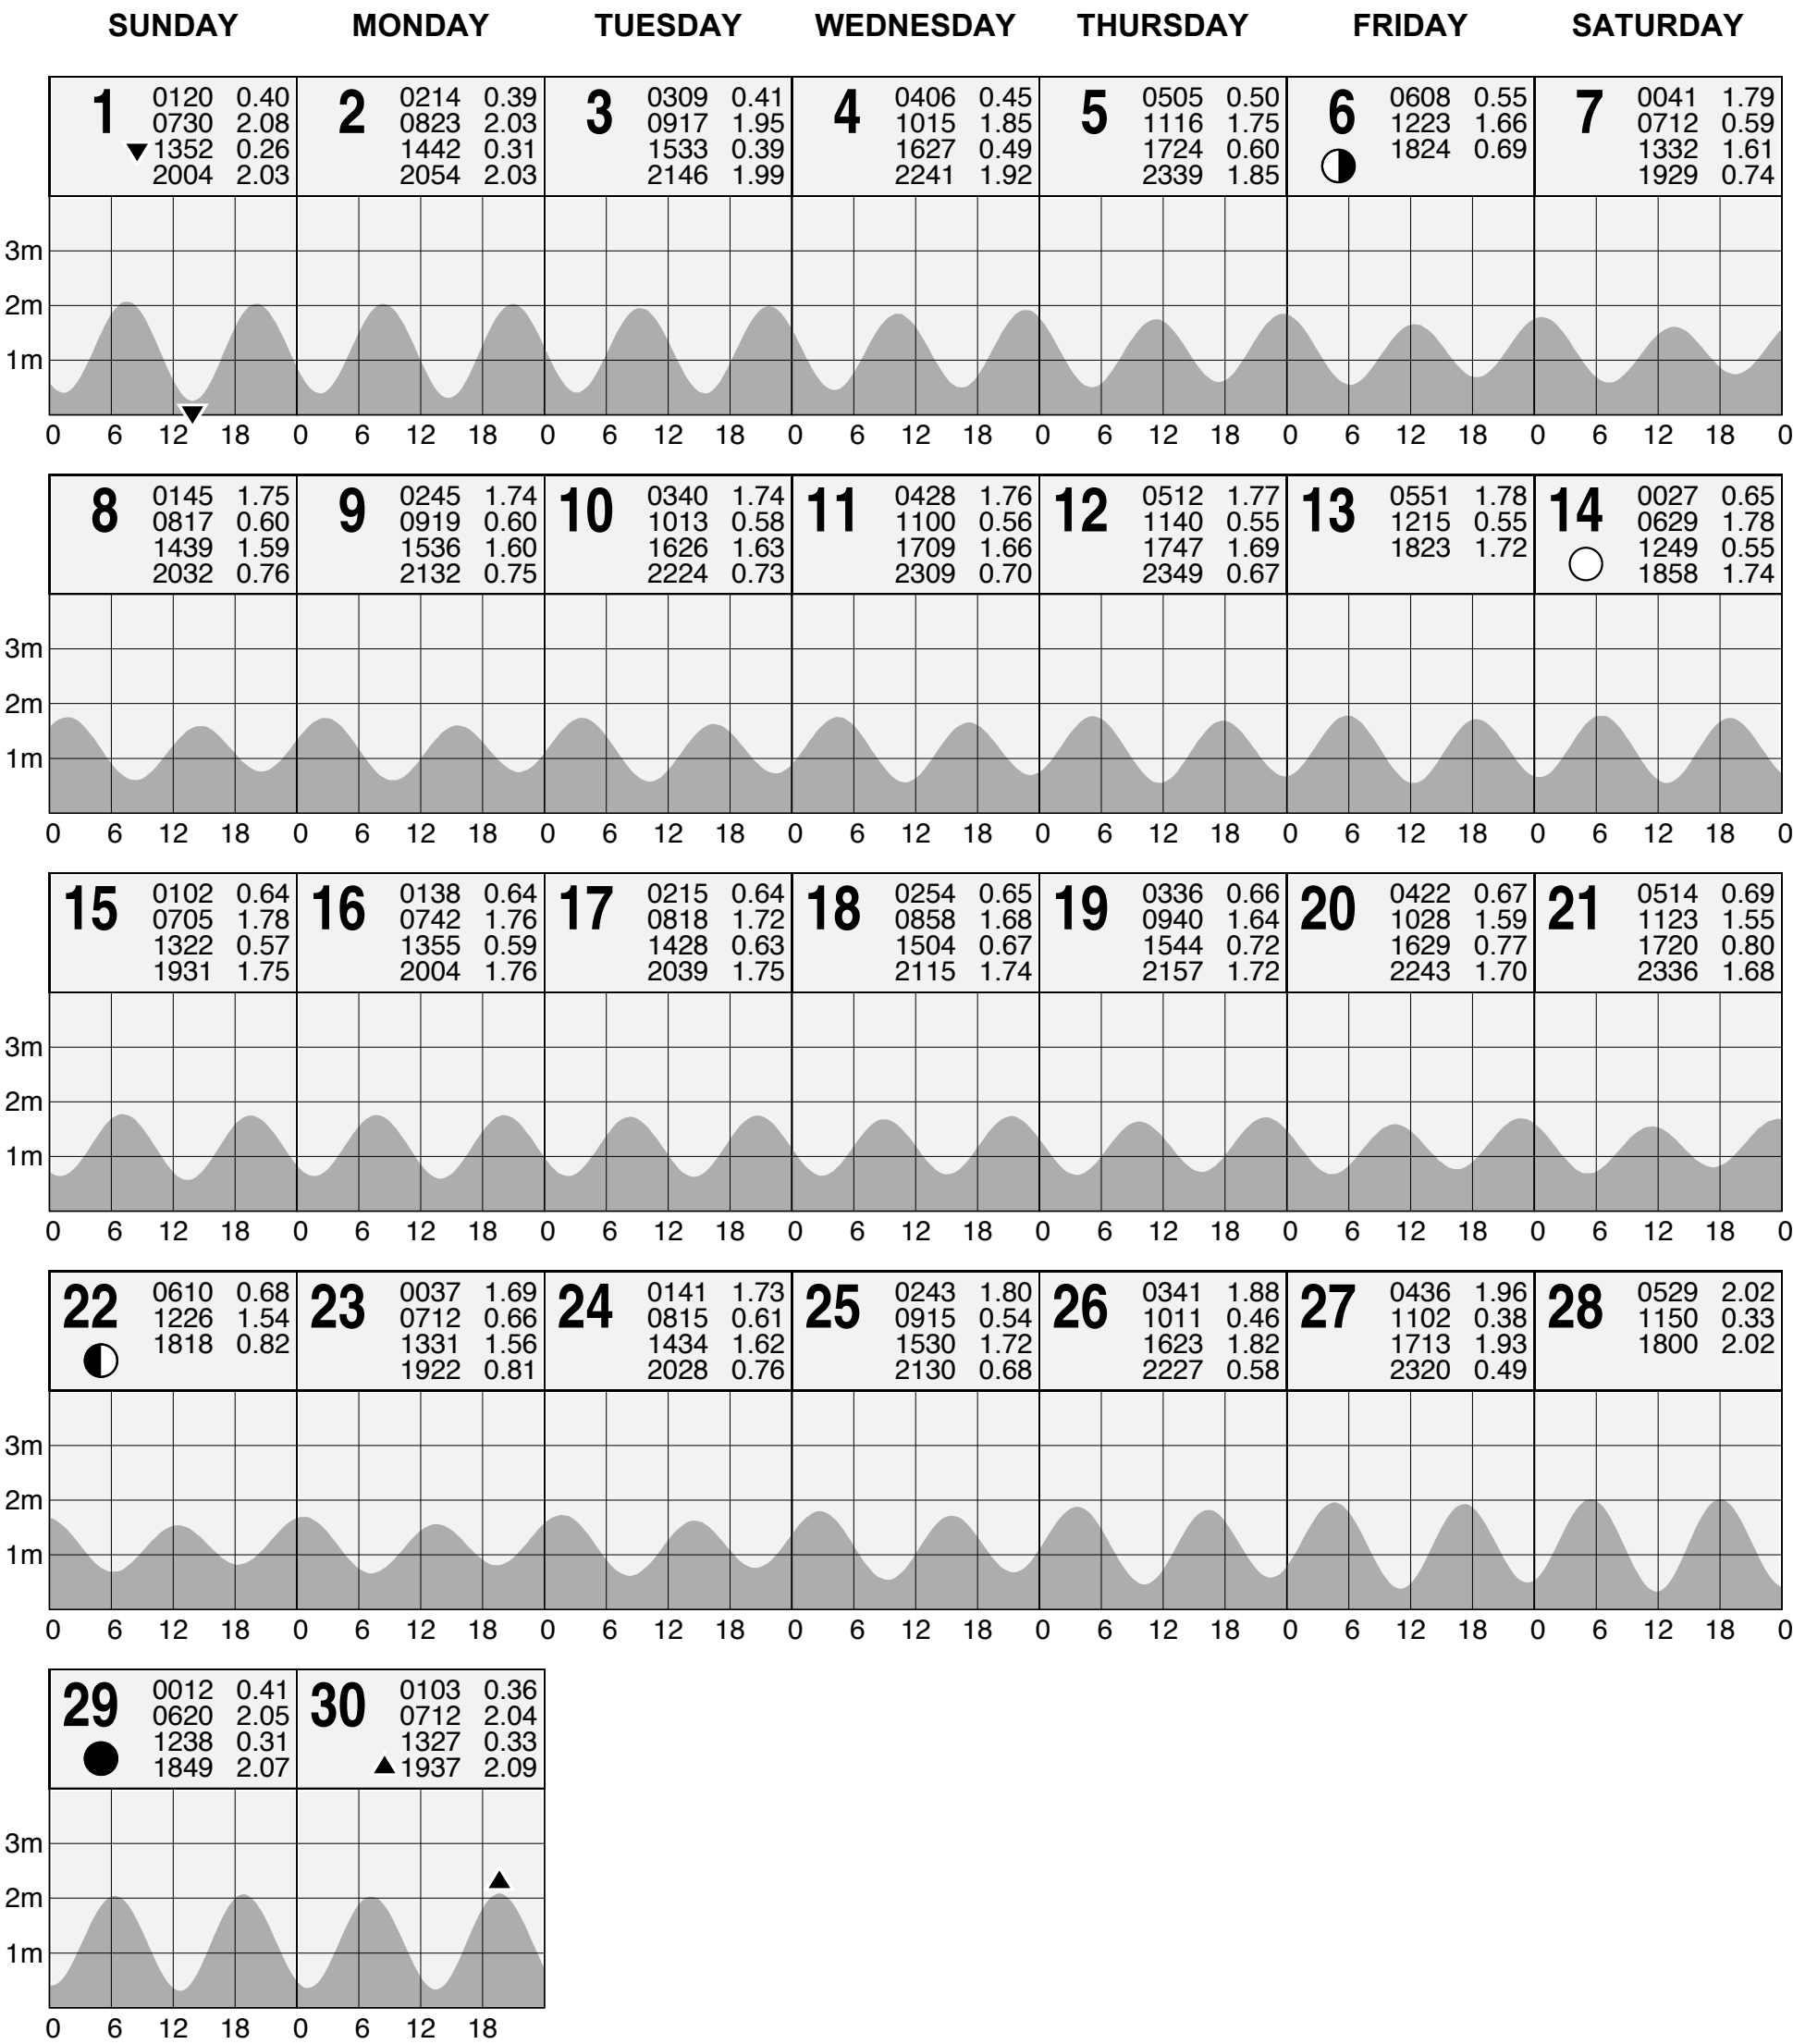 SUNDAY MONDAY TUESDAY WEDNESDAY THURSDAY FRIDAY SATURDAY
1 0120 0.40 2 0214 0.39 3 0309 0.41 4 0406 0.45 5 0505 0.50 6 0608 0.55 7 0041 1.79
0730 2.08 0823 2.03 0917 1.95 1015 1.85 1116 1.75 1223 1.66 0712 0.59
1352 0.26 1442 0.31 1533 0.39 1627 0.49 1724 0.60 1824 0.69 1332 1.61
2004 2.03 2054 2.03 2146 1.99 2241 1.92 2339 1.85 1929 0.74
3m
2m
1m
0 6 12 18 0 6 12 18 0 6 12 18 0 6 12 18 0 6 12 18 0 6 12 18 0 6 12 18 0
8 0145 1.75 9 0245 1.74 10 0340 1.74 11 0428 1.76 12 0512 1.77 13 0551 1.78 14 0027 0.65
0817 0.60 0919 0.60 1013 0.58 1100 0.56 1140 0.55 1215 0.55 0629 1.78
1439 1.59 1536 1.60 1626 1.63 1709 1.66 1747 1.69 1823 1.72 1249 0.55
2032 0.76 2132 0.75 2224 0.73 2309 0.70 2349 0.67 1858 1.74
3m
2m
1m
0 6 12 18 0 6 12 18 0 6 12 18 0 6 12 18 0 6 12 18 0 6 12 18 0 6 12 18 0
15 0102 0.64 16 0138 0.64 17 0215 0.64 18 0254 0.65 19 0336 0.66 20 0422 0.67 21 0514 0.69
0705 1.78 0742 1.76 0818 1.72 0858 1.68 0940 1.64 1028 1.59 1123 1.55
1322 0.57 1355 0.59 1428 0.63 1504 0.67 1544 0.72 1629 0.77 1720 0.80
1931 1.75 2004 1.76 2039 1.75 2115 1.74 2157 1.72 2243 1.70 2336 1.68
3m
2m
1m
0 6 12 18 0 6 12 18 0 6 12 18 0 6 12 18 0 6 12 18 0 6 12 18 0 6 12 18 0
22 0610 0.68 23 0037 1.69 24 0141 1.73 25 0243 1.80 26 0341 1.88 27 0436 1.96 28 0529 2.02
1226 1.54 0712 0.66 0815 0.61 0915 0.54 1011 0.46 1102 0.38 1150 0.33
1818 0.82 1331 1.56 1434 1.62 1530 1.72 1623 1.82 1713 1.93 1800 2.02
1922 0.81 2028 0.76 2130 0.68 2227 0.58 2320 0.49
3m
2m
1m
0 6 12 18 0 6 12 18 0 6 12 18 0 6 12 18 0 6 12 18 0 6 12 18 0 6 12 18 0
29 0012 0.41 30 0103 0.36
0620 2.05 0712 2.04
1238 0.31 1327 0.33
1849 2.07 1937 2.09
3m
2m
1m
0 6 12 18 0 6 12 18